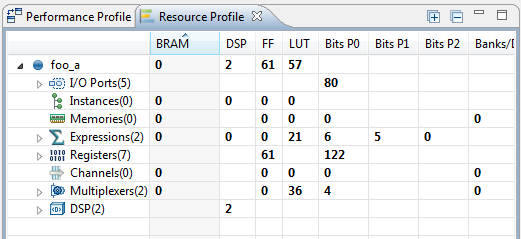 Performance Profile Resource Profile
BRAM DSP FF LUT Bits P0 Bits P1 Bits P2 Banks/D
foo_a 0 2 61 57
I/O Ports(5) 80
Instances(0) 0 0 0 0
Memories(0) 0 0 0 0 0
Expressions(2) 0 0 0 21 6 5 0
Registers(7) 61 122
Channels(0) 0 0 0 0 0
Multiplexers(2) 0 0 36 4 0
DSP(2) 2